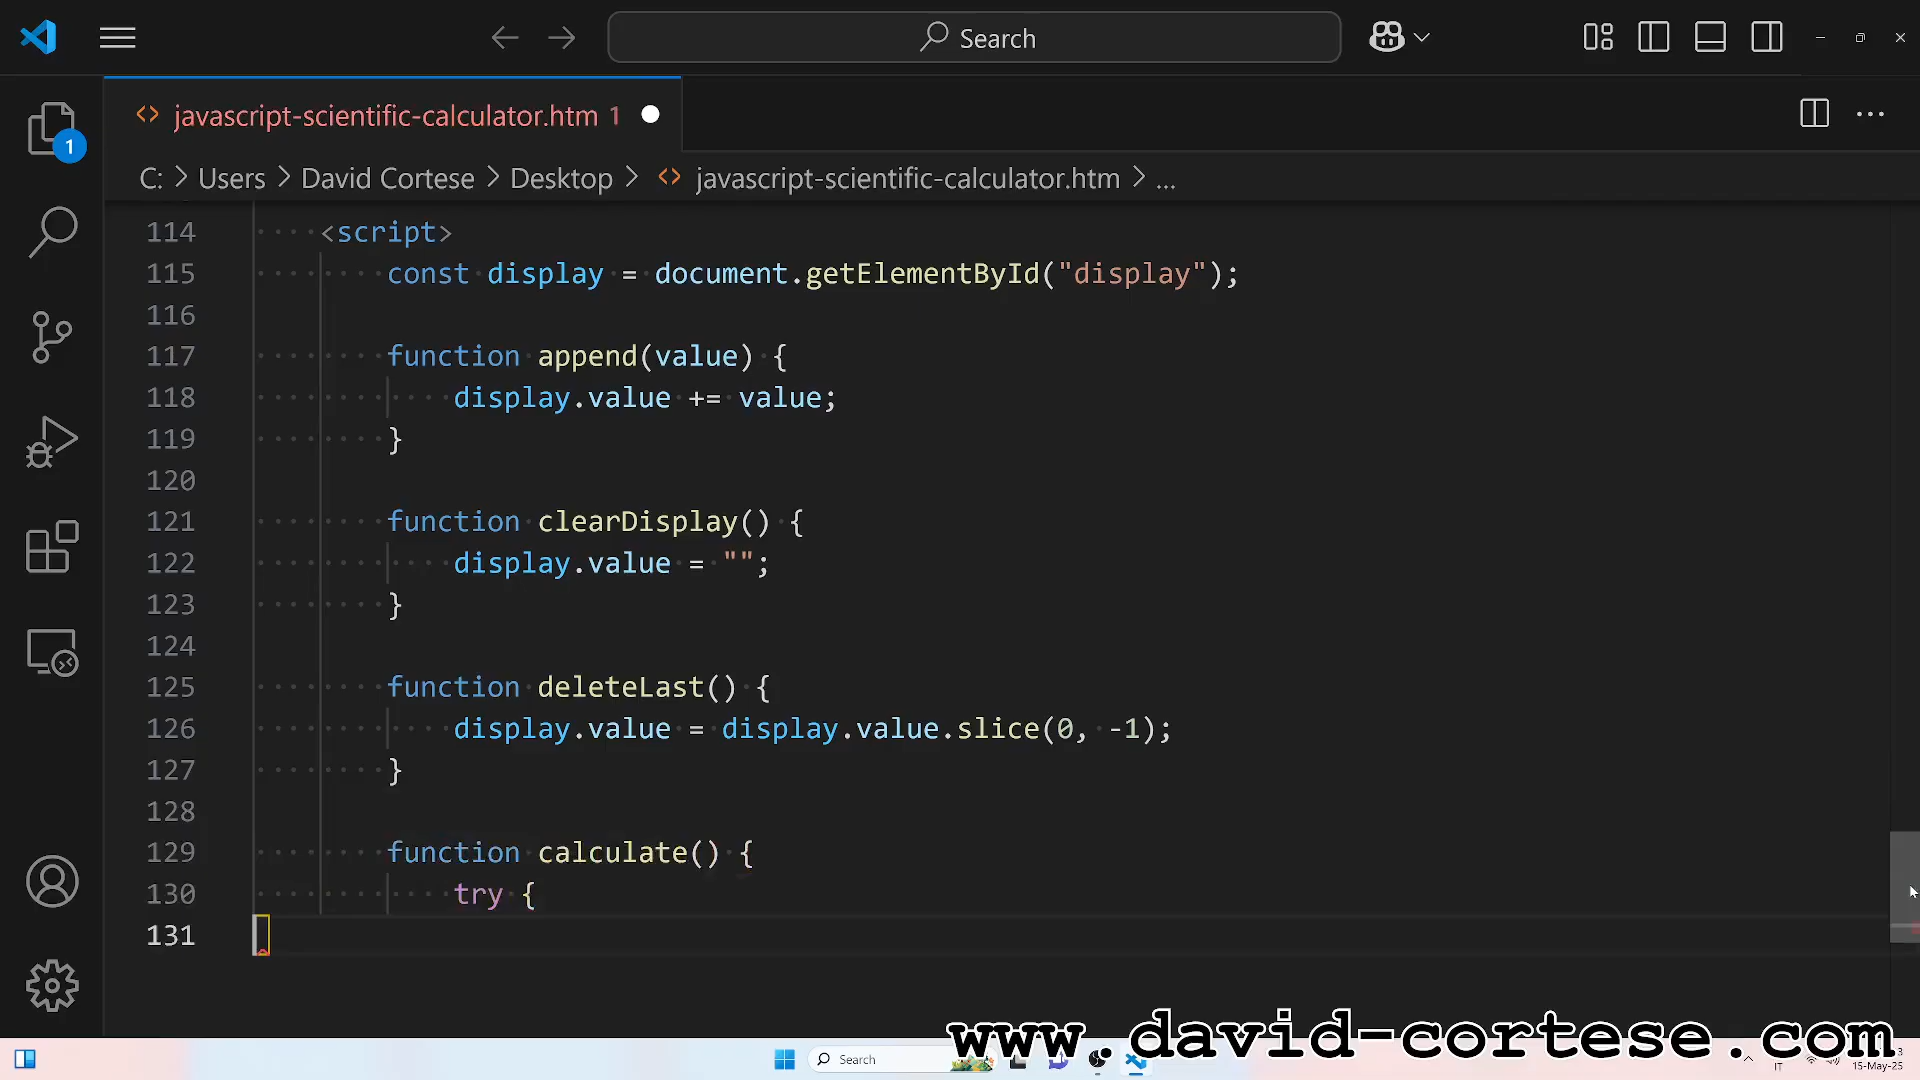 Search
javascript-scientific-calculator.htm 1
C: > Users > David Cortese > Desktop > javascript-scientific-calculator.htm > ...
1
114 <script>
115 const display = document.getElementById("display");
116
117 function append(value) {
118 display.value += value;
119 }
120
121 function clearDisplay() {
122 display.value = "";
123 }
124
125 function deleteLast() {
126 display.value = display.value.slice(0, -1);
127 }
128
129 function calculate() {
130 try {
131
www.david-cortese.com
Search
IT
15-May-25